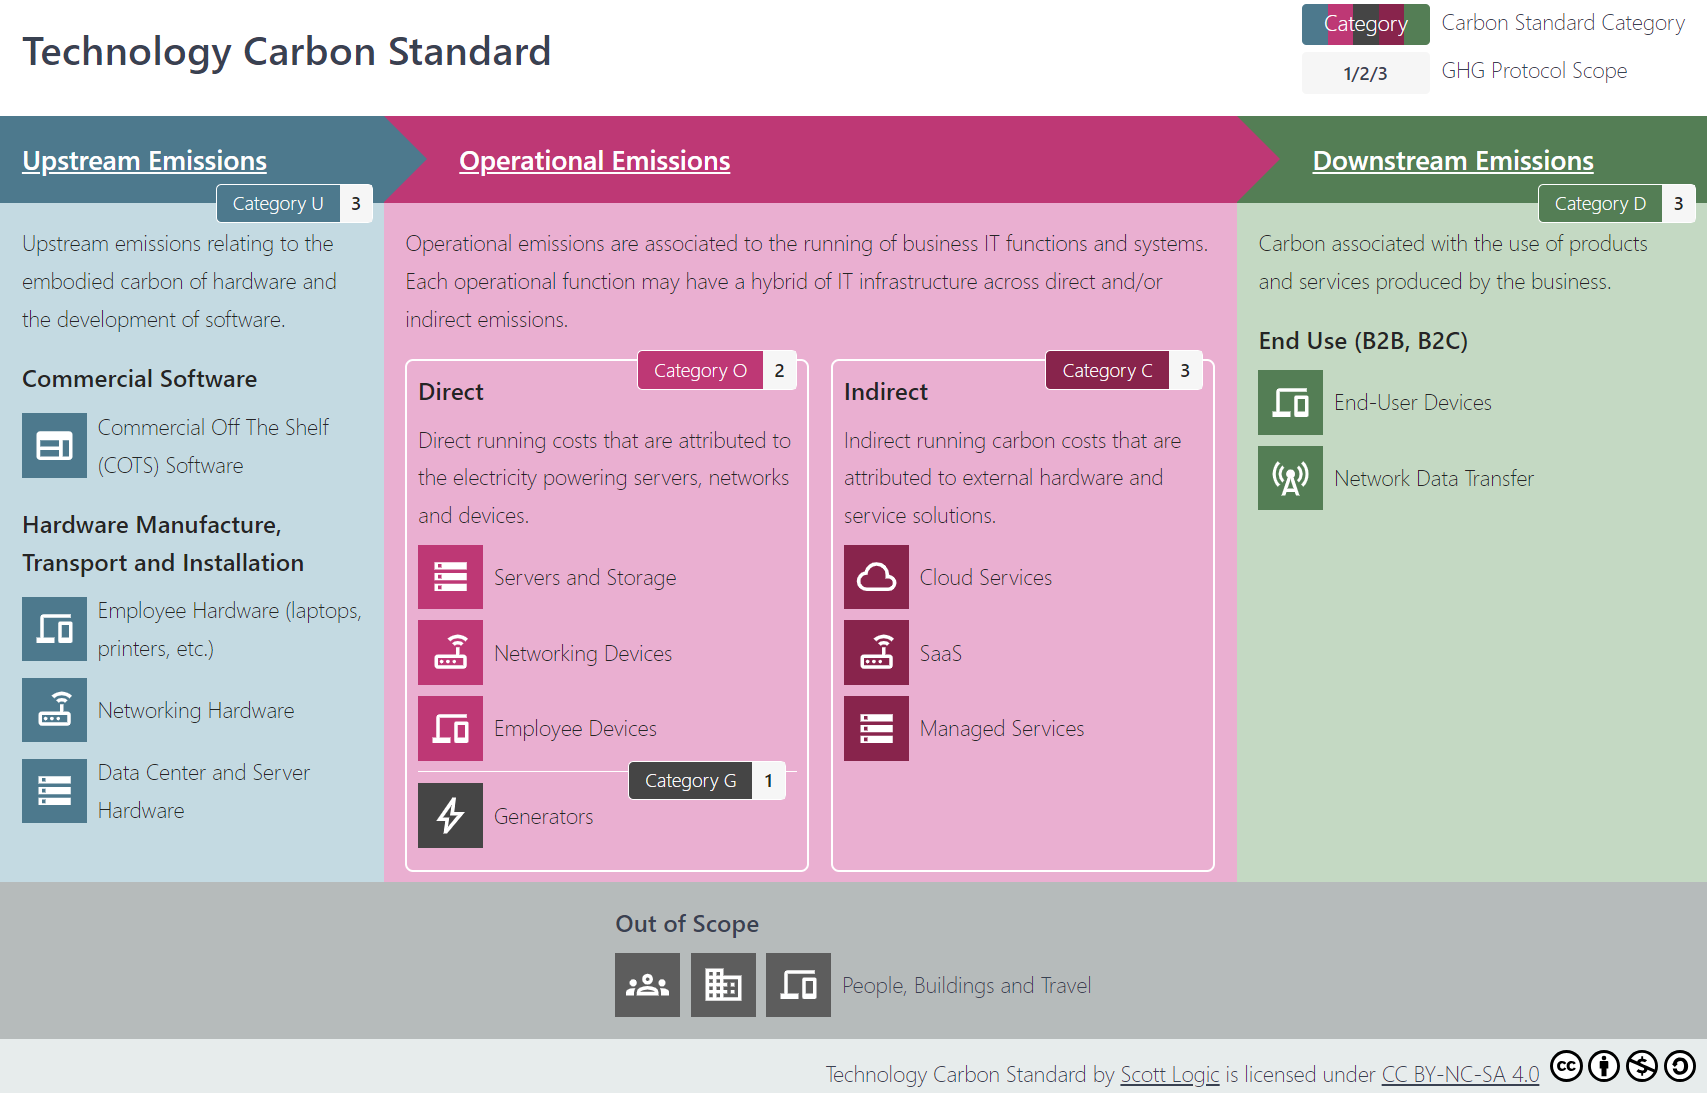 Technology Carbon Standard
Category
Carbon Standard Category
1/2/3
GHG Protocol Scope
Upstream Emissions
Category U 3
Upstream emissions relating to the
embodied carbon of hardware and
the development of software.
Commercial Software
Commercial Off The Shelf
(COTS) Software
Hardware Manufacture,
Transport and Installation
Employee Hardware (laptops,
printers, etc.)
Networking Hardware
Data Center and Server
Hardware
Operational Emissions
Operational emissions are associated to the running of business IT functions and systems.
Each operational function may have a hybrid of IT infrastructure across direct and/or
indirect emissions.
Category O 2
Direct
Direct running costs that are attributed to
the electricity powering servers, networks
and devices.
Servers and Storage
Networking Devices
Employee Devices
Category G 1
Generators
Category C 3
Indirect
Indirect running carbon costs that are
attributed to external hardware and
service solutions.
Cloud Services
SaaS
Managed Services
Downstream Emissions
Category D 3
Carbon associated with the use of products
and services produced by the business.
End Use (B2B, B2C)
End-User Devices
Network Data Transfer
Out of Scope
People, Buildings and Travel
Technology Carbon Standard by Scott Logic is licensed under CC BY-NC-SA 4.0
cc